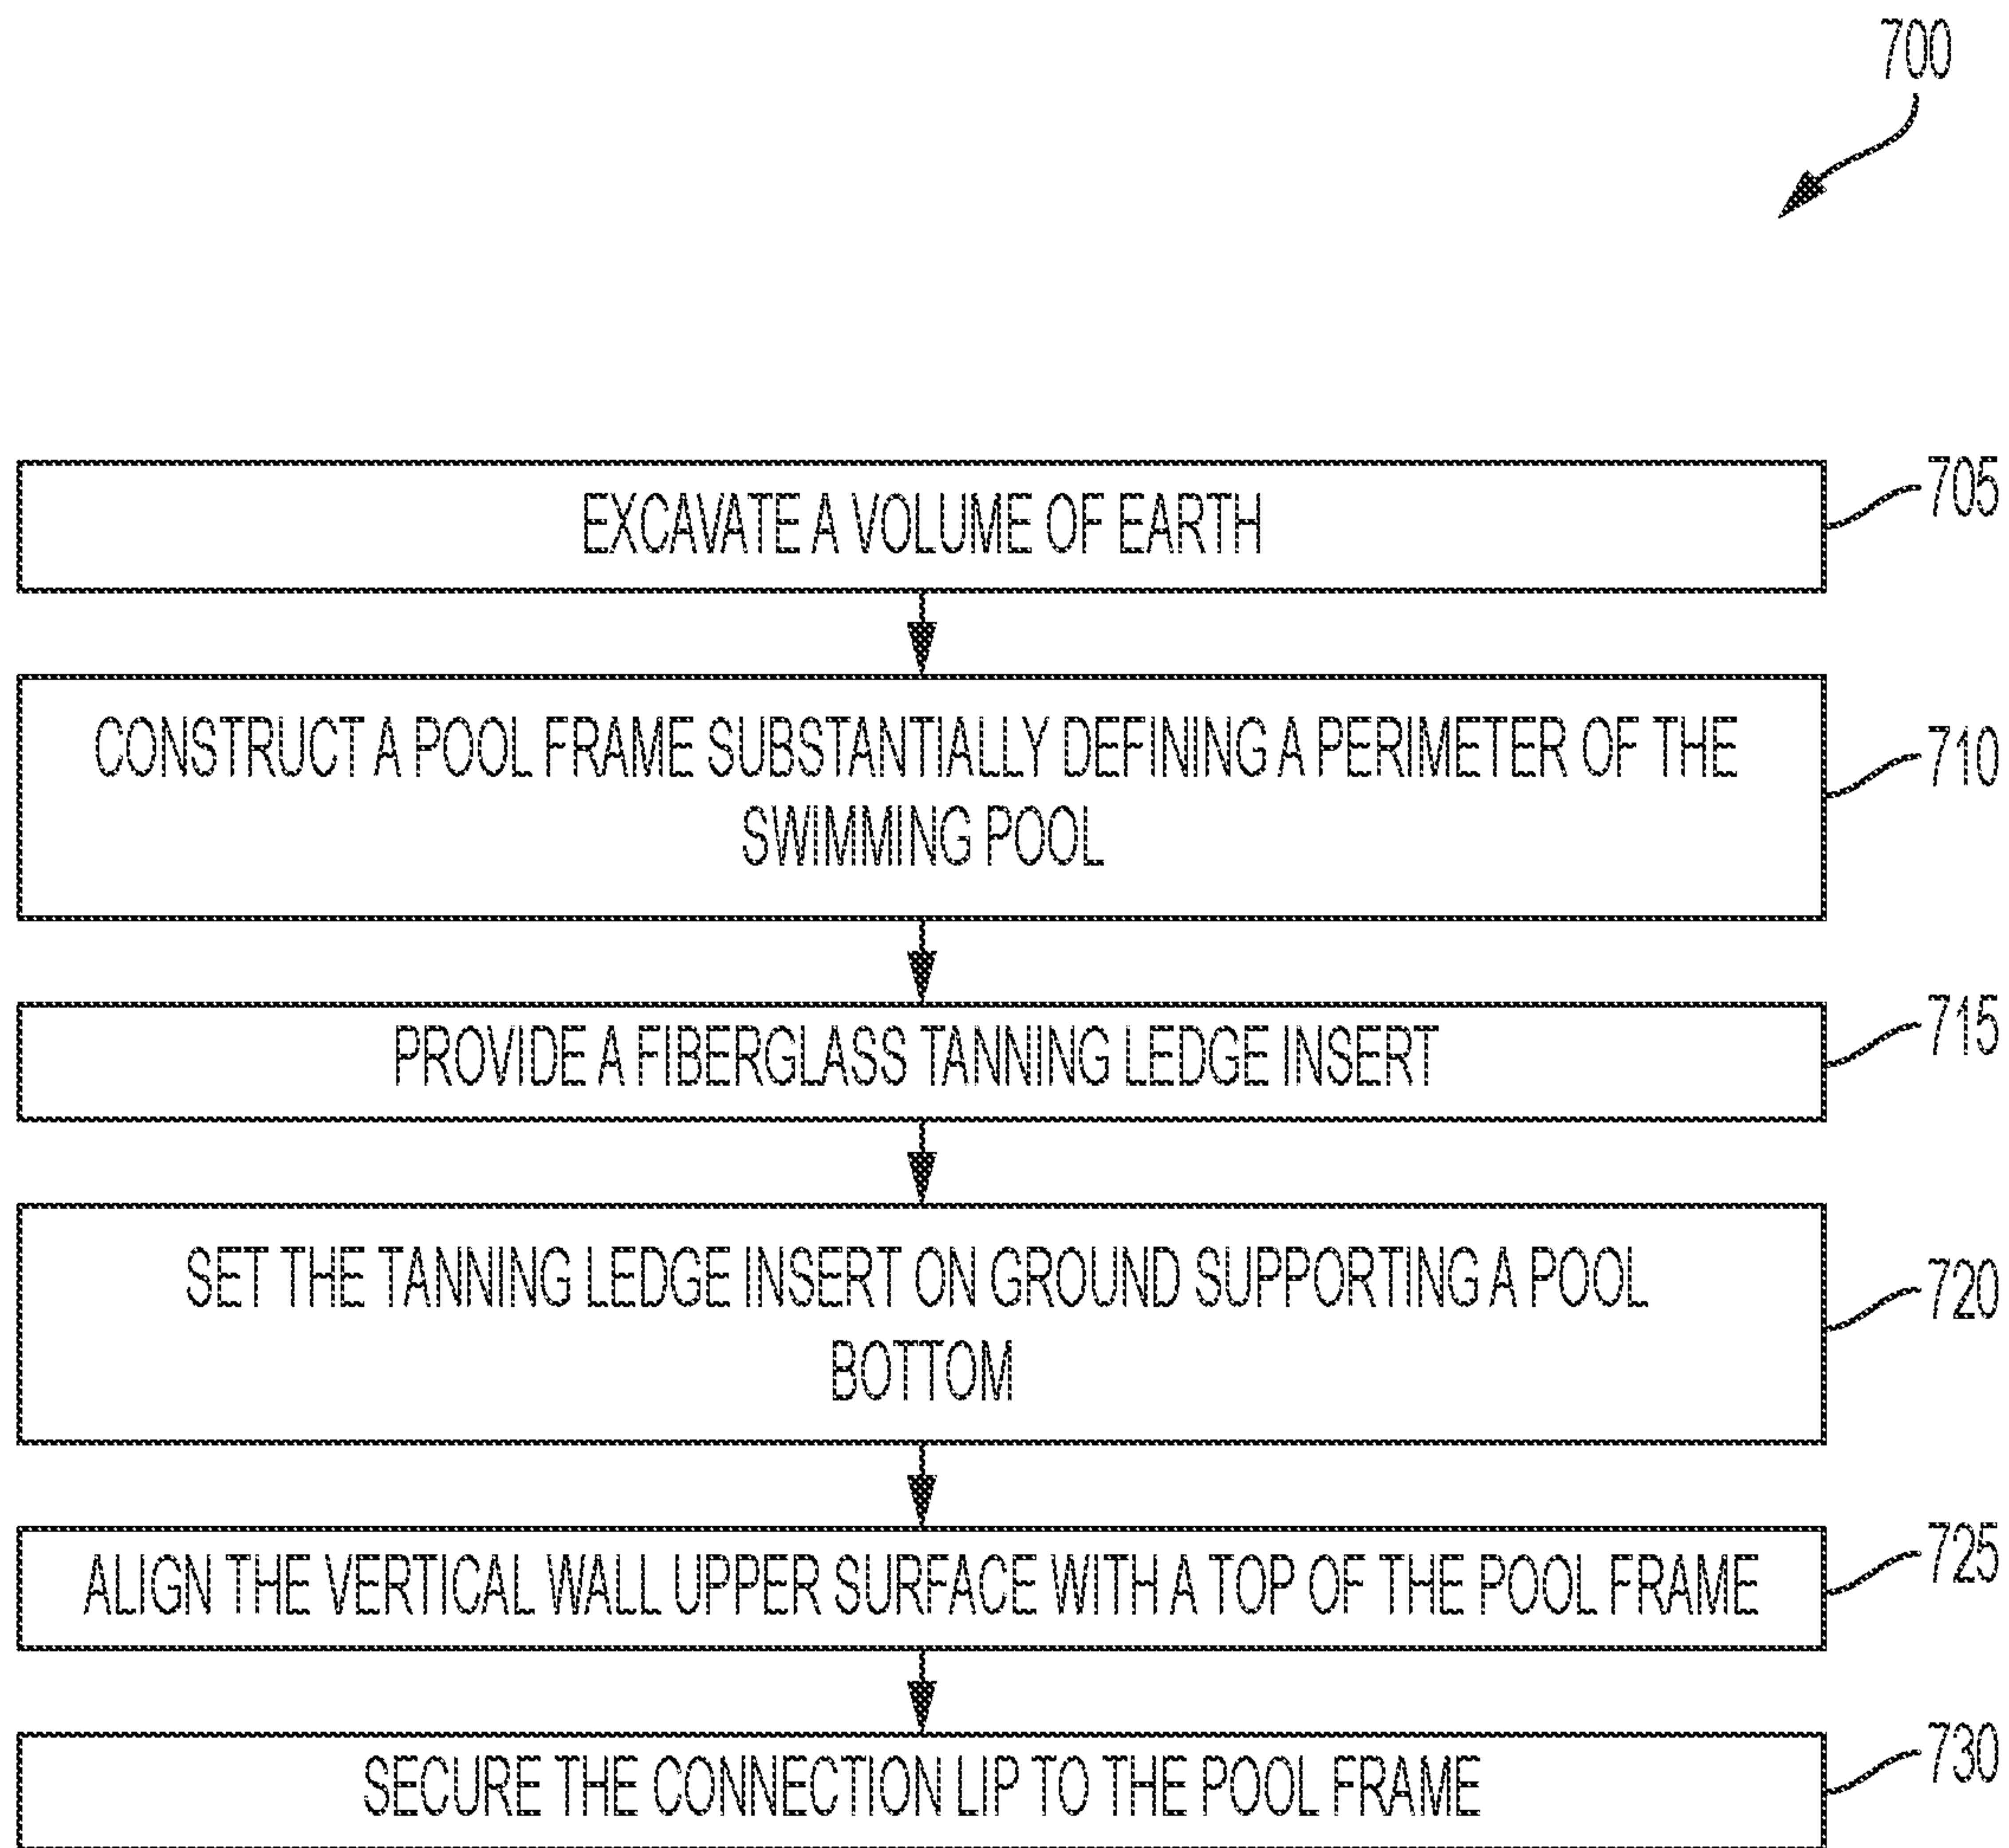 700
EXCAVATE A VOLUME OF EARTH
705
CONSTRUCT A POOL FRAME SUBSTANTIALLY DEFINING A PERIMETER OF THE
SWIMMING POOL
710
PROVIDE A FIBERGLASS TANNING LEDGE INSERT
715
SET THE TANNING LEDGE INSERT ON GROUND SUPPORTING A POOL
BOTTOM
720
ALIGN THE VERTICAL WALL UPPER SURFACE WITH A TOP OF THE POOL FRAME
725
SECURE THE CONNECTION LIP TO THE POOL FRAME
730